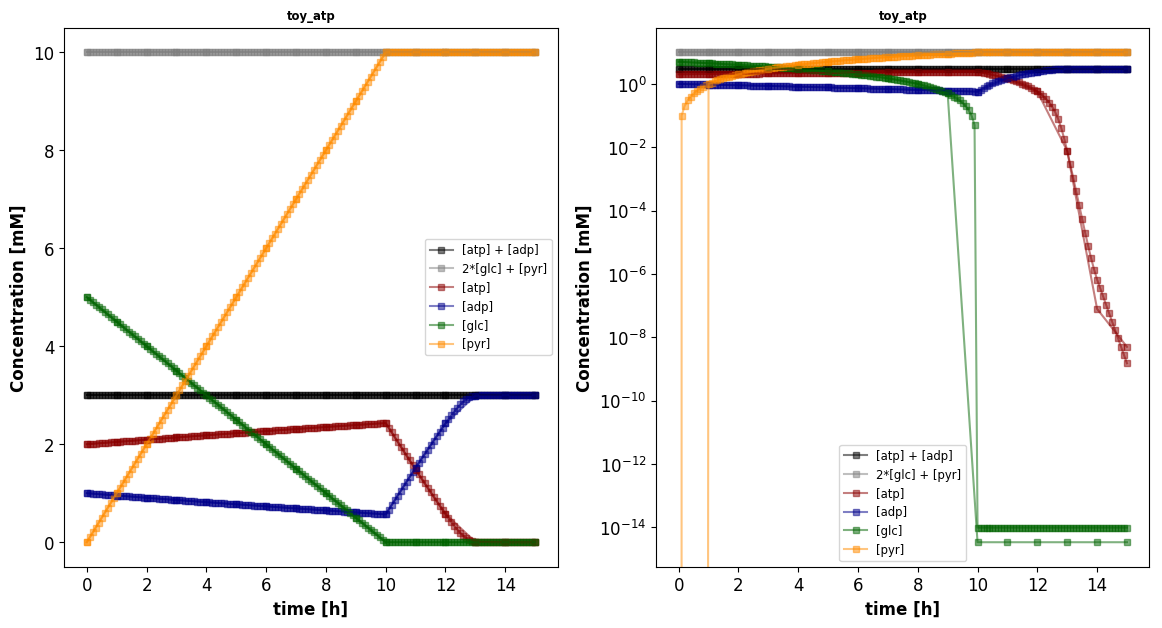 toy_atp
Concentration [mM]
10
8
6
4
2
0
0 2 4 6 8 10 12 14
time [h]
[atp] + [adp]
2*[glc] + [pyr]
[atp]
[adp]
[glc]
[pyr]
toy_atp
Concentration [mM]
10⁰
10⁻²
10⁻⁴
10⁻⁶
10⁻⁸
10⁻¹⁰
10⁻¹²
10⁻¹⁴
0 2 4 6 8 10 12 14
time [h]
[atp] + [adp]
2*[glc] + [pyr]
[atp]
[adp]
[glc]
[pyr]